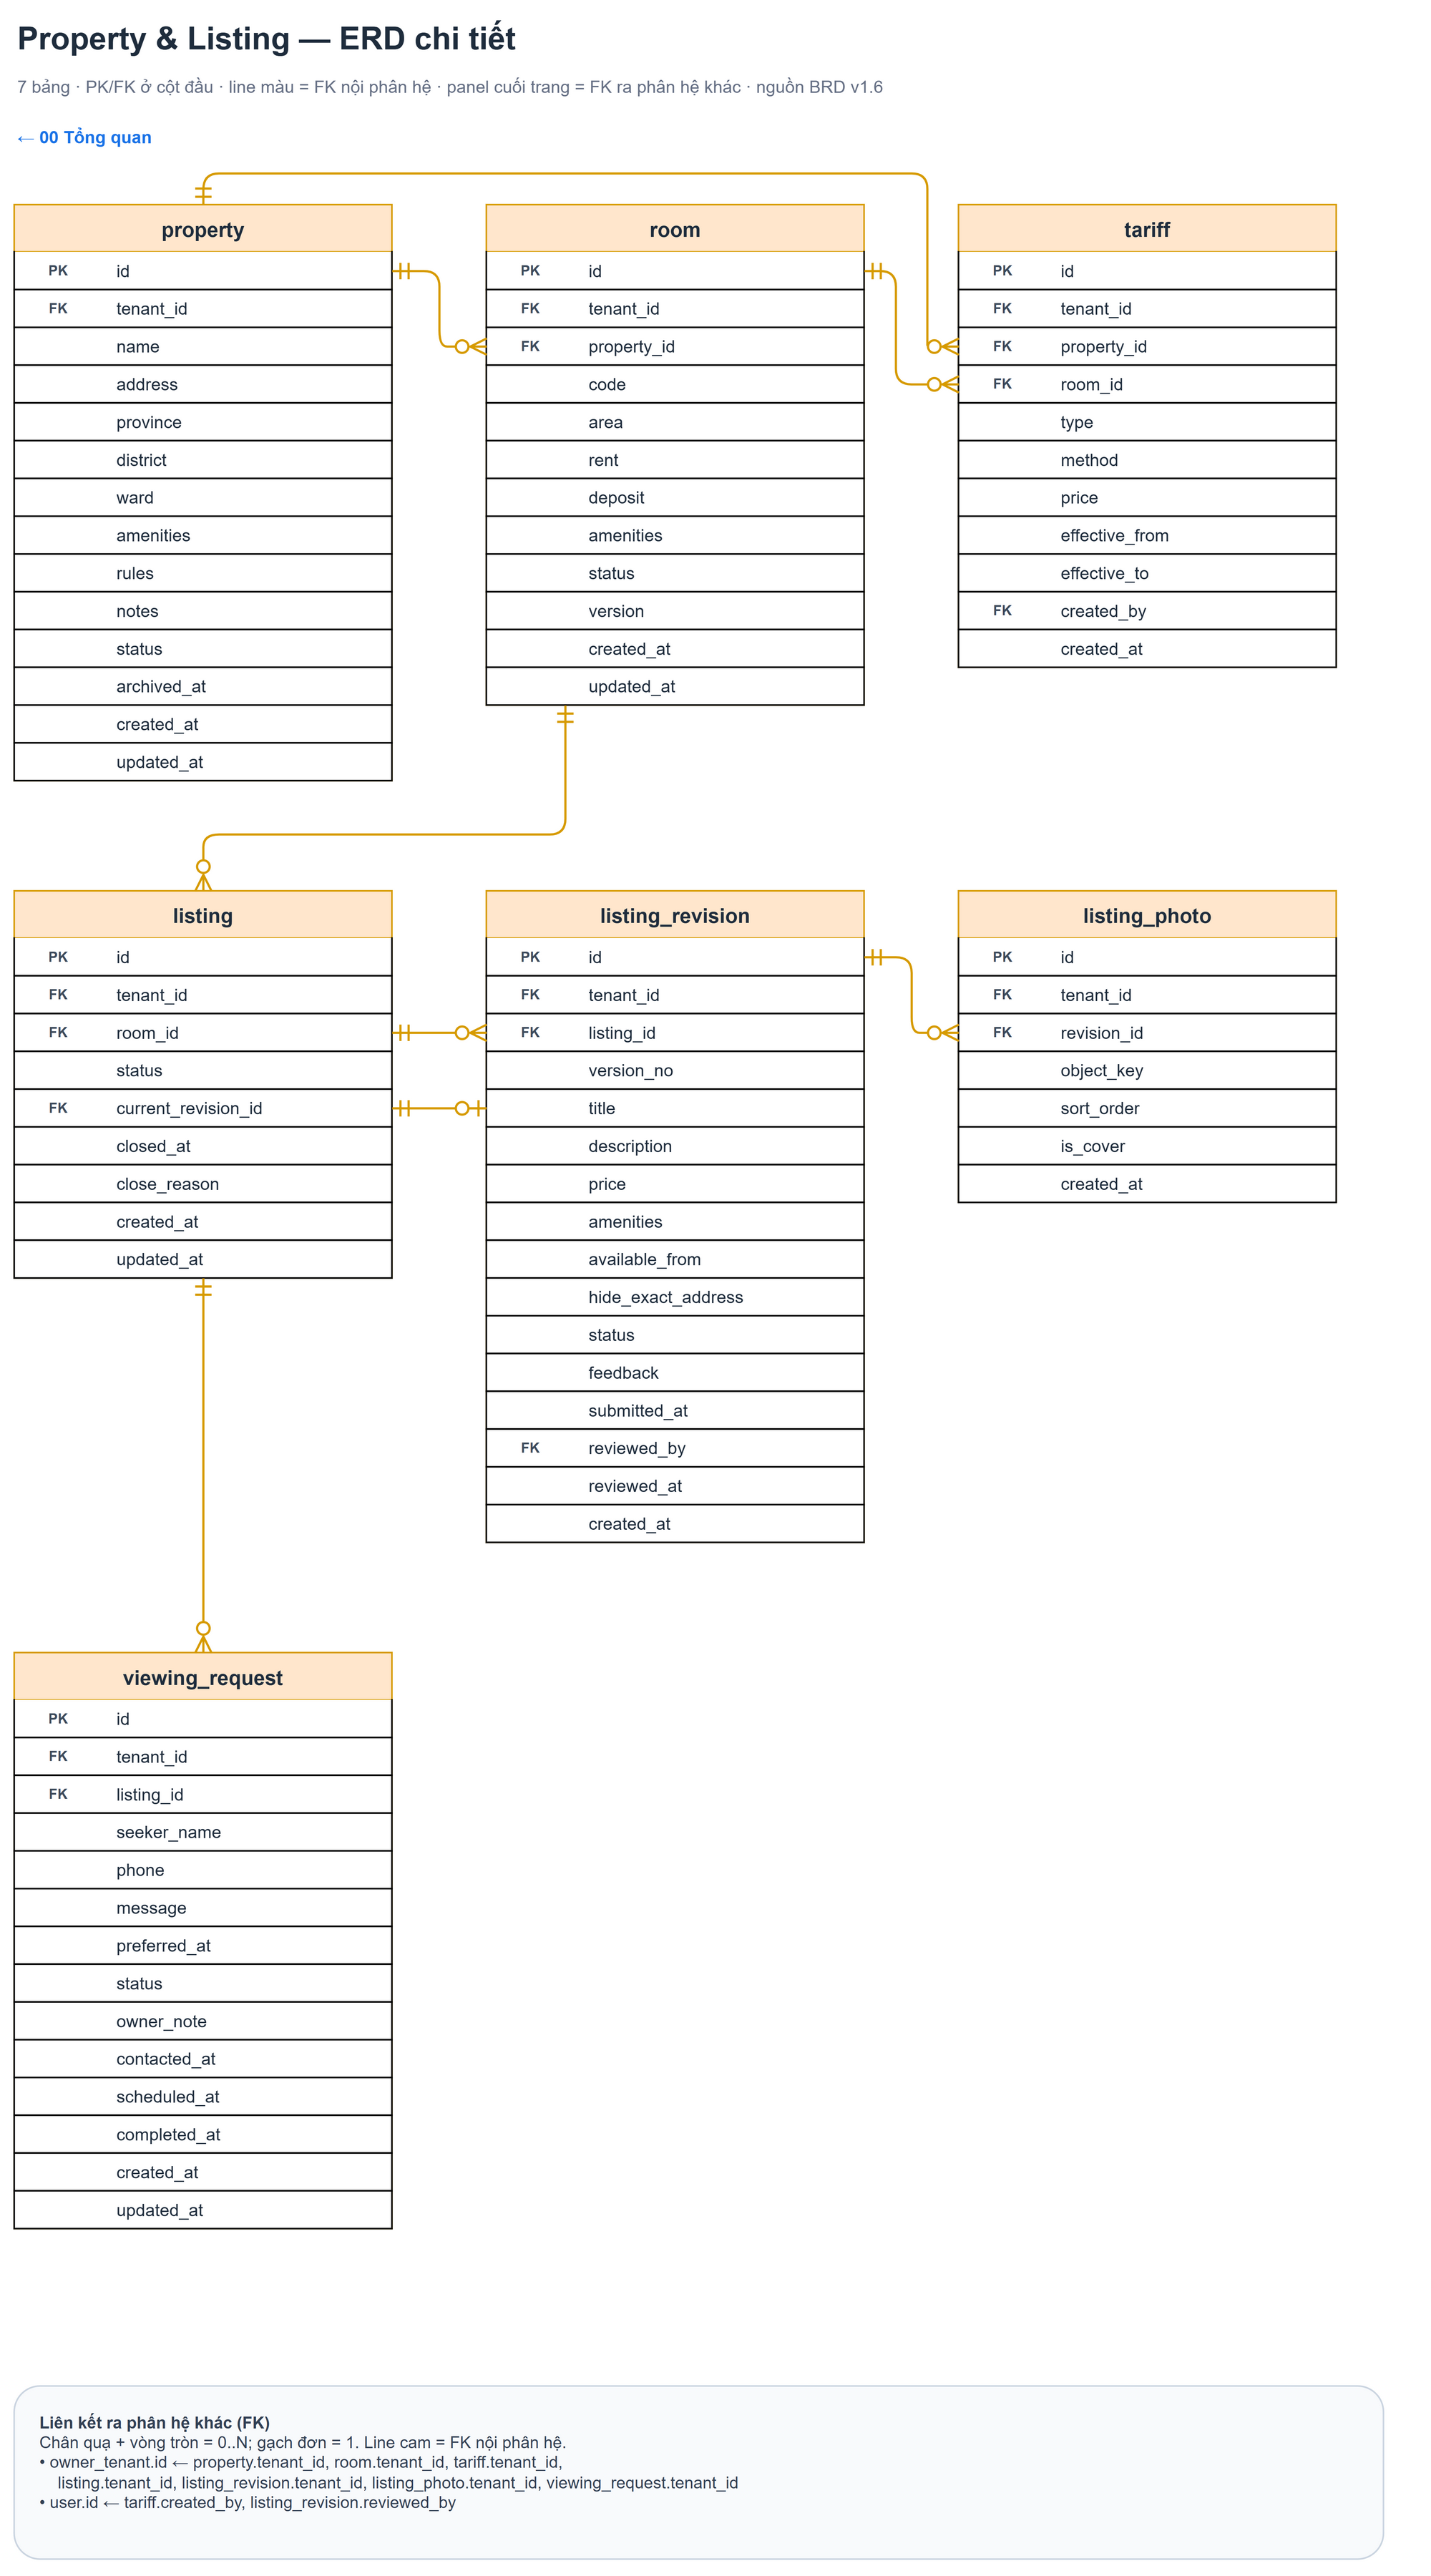 Property & Listing — ERD chi tiết
7 bảng · PK/FK ở cột đầu · line màu = FK nội phân hệ · panel cuối trang = FK ra phân hệ khác · nguồn BRD v1.6
← 00 Tổng quan
property
PK id
FK tenant_id
name
address
province
district
ward
amenities
rules
notes
status
archived_at
created_at
updated_at
room
PK id
FK tenant_id
FK property_id
code
area
rent
deposit
amenities
status
version
created_at
updated_at
tariff
PK id
FK tenant_id
FK property_id
FK room_id
type
method
price
effective_from
effective_to
FK created_by
created_at
listing
PK id
FK tenant_id
FK room_id
status
FK current_revision_id
closed_at
close_reason
created_at
updated_at
listing_revision
PK id
FK tenant_id
FK listing_id
version_no
title
description
price
amenities
available_from
hide_exact_address
status
feedback
submitted_at
FK reviewed_by
reviewed_at
created_at
listing_photo
PK id
FK tenant_id
FK revision_id
object_key
sort_order
is_cover
created_at
viewing_request
PK id
FK tenant_id
FK listing_id
seeker_name
phone
message
preferred_at
status
owner_note
contacted_at
scheduled_at
completed_at
created_at
updated_at
Liên kết ra phân hệ khác (FK)
Chân quạ + vòng tròn = 0..N; gạch đơn = 1. Line cam = FK nội phân hệ.
• owner_tenant.id ← property.tenant_id, room.tenant_id, tariff.tenant_id,
listing.tenant_id, listing_revision.tenant_id, listing_photo.tenant_id, viewing_request.tenant_id
• user.id ← tariff.created_by, listing_revision.reviewed_by